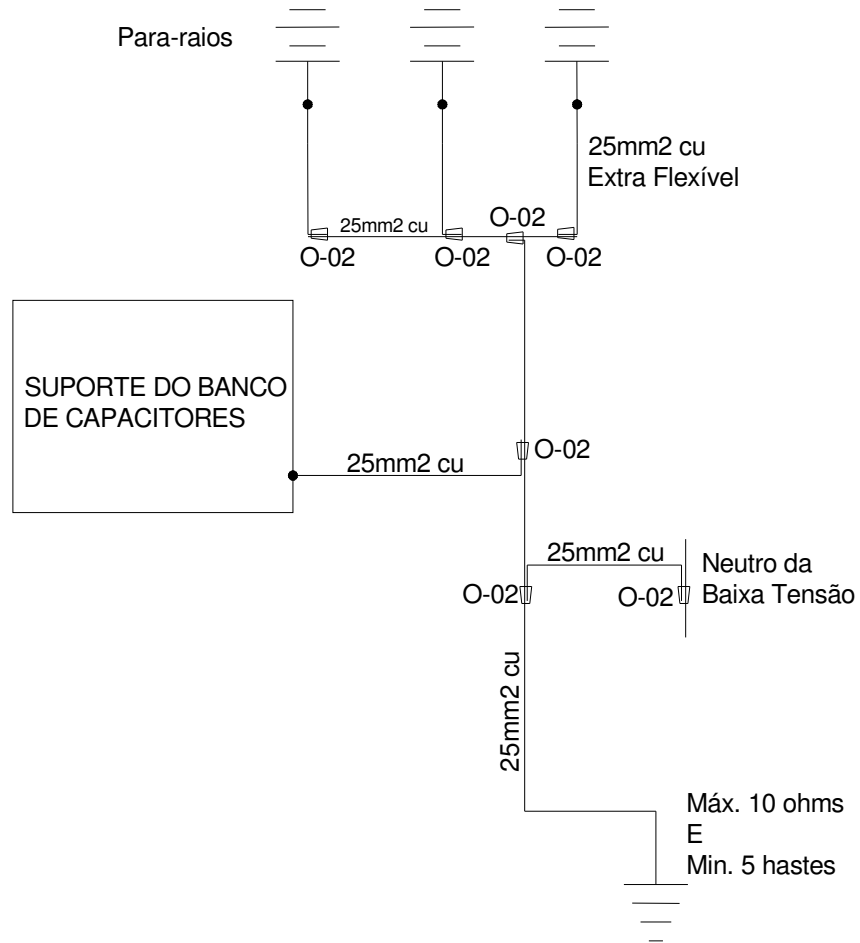 Para-raios
25mm2 cu
Extra Flexível
25mm2 cu
O-02
O-02
O-02
O-02
SUPORTE DO BANCO
DE CAPACITORES
25mm2 cu
O-02
25mm2 cu
Neutro da
Baixa Tensão
O-02
O-02
25mm2 cu
Máx. 10 ohms
E
Min. 5 hastes